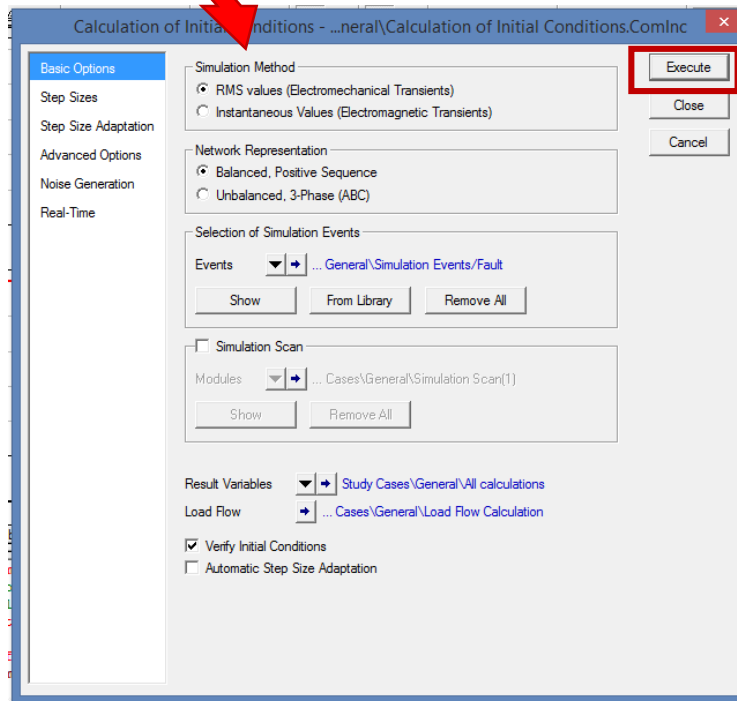 Calculation of Initial Conditions - ...neral\Calculation of Initial Conditions.ComInc
Basic Options
Step Sizes
Step Size Adaptation
Advanced Options
Noise Generation
Real-Time
Simulation Method
RMS values (Electromechanical Transients)
Instantaneous Values (Electromagnetic Transients)
Network Representation
Balanced, Positive Sequence
Unbalanced, 3-Phase (ABC)
Selection of Simulation Events
Events ... General\Simulation Events/Fault
Show From Library Remove All
Simulation Scan
Modules ... Cases\General\Simulation Scan(1)
Show Remove All
Result Variables Study Cases\General\All calculations
Load Flow ... Cases\General\Load Flow Calculation
Verify Initial Conditions
Automatic Step Size Adaptation
Execute
Close
Cancel